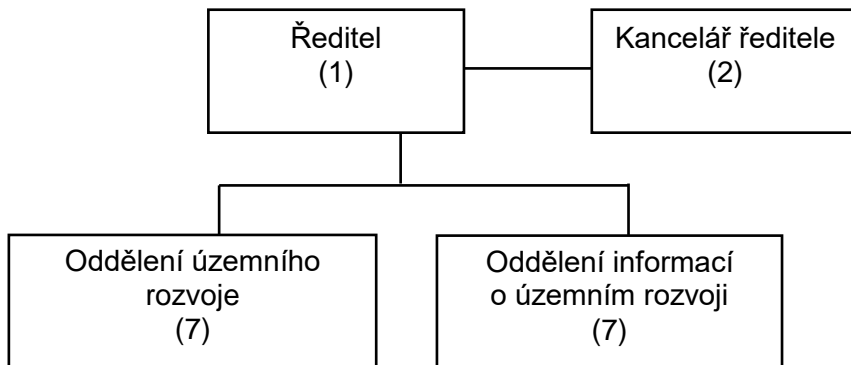 Ředitel
(1)
Kancelář ředitele
(2)
Oddělení územního
rozvoje
(7)
Oddělení informací
o územním rozvoji
(7)